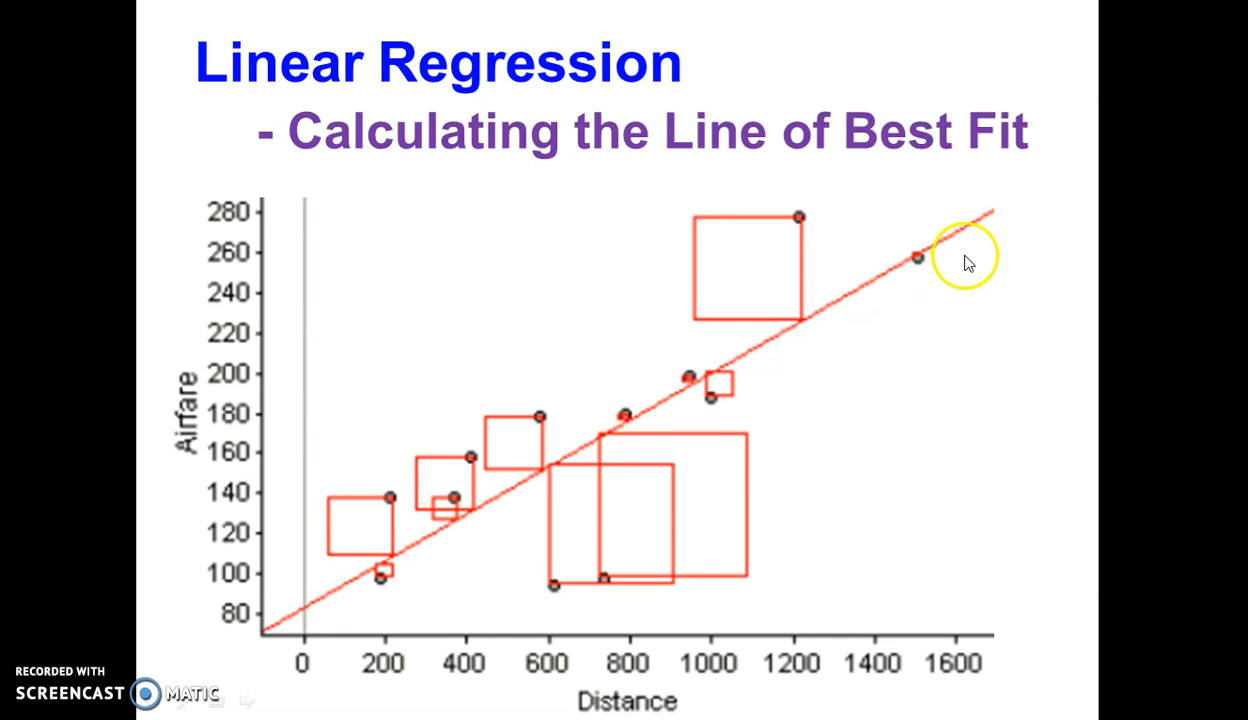 Linear Regression
- Calculating the Line of Best Fit
280
260
240
220
200
180
160
140
120
100
80
Airfare
0 200 400 600 800 1000 1200 1400 1600
Distance
RECORDED WITH
SCREENCAST MATIC